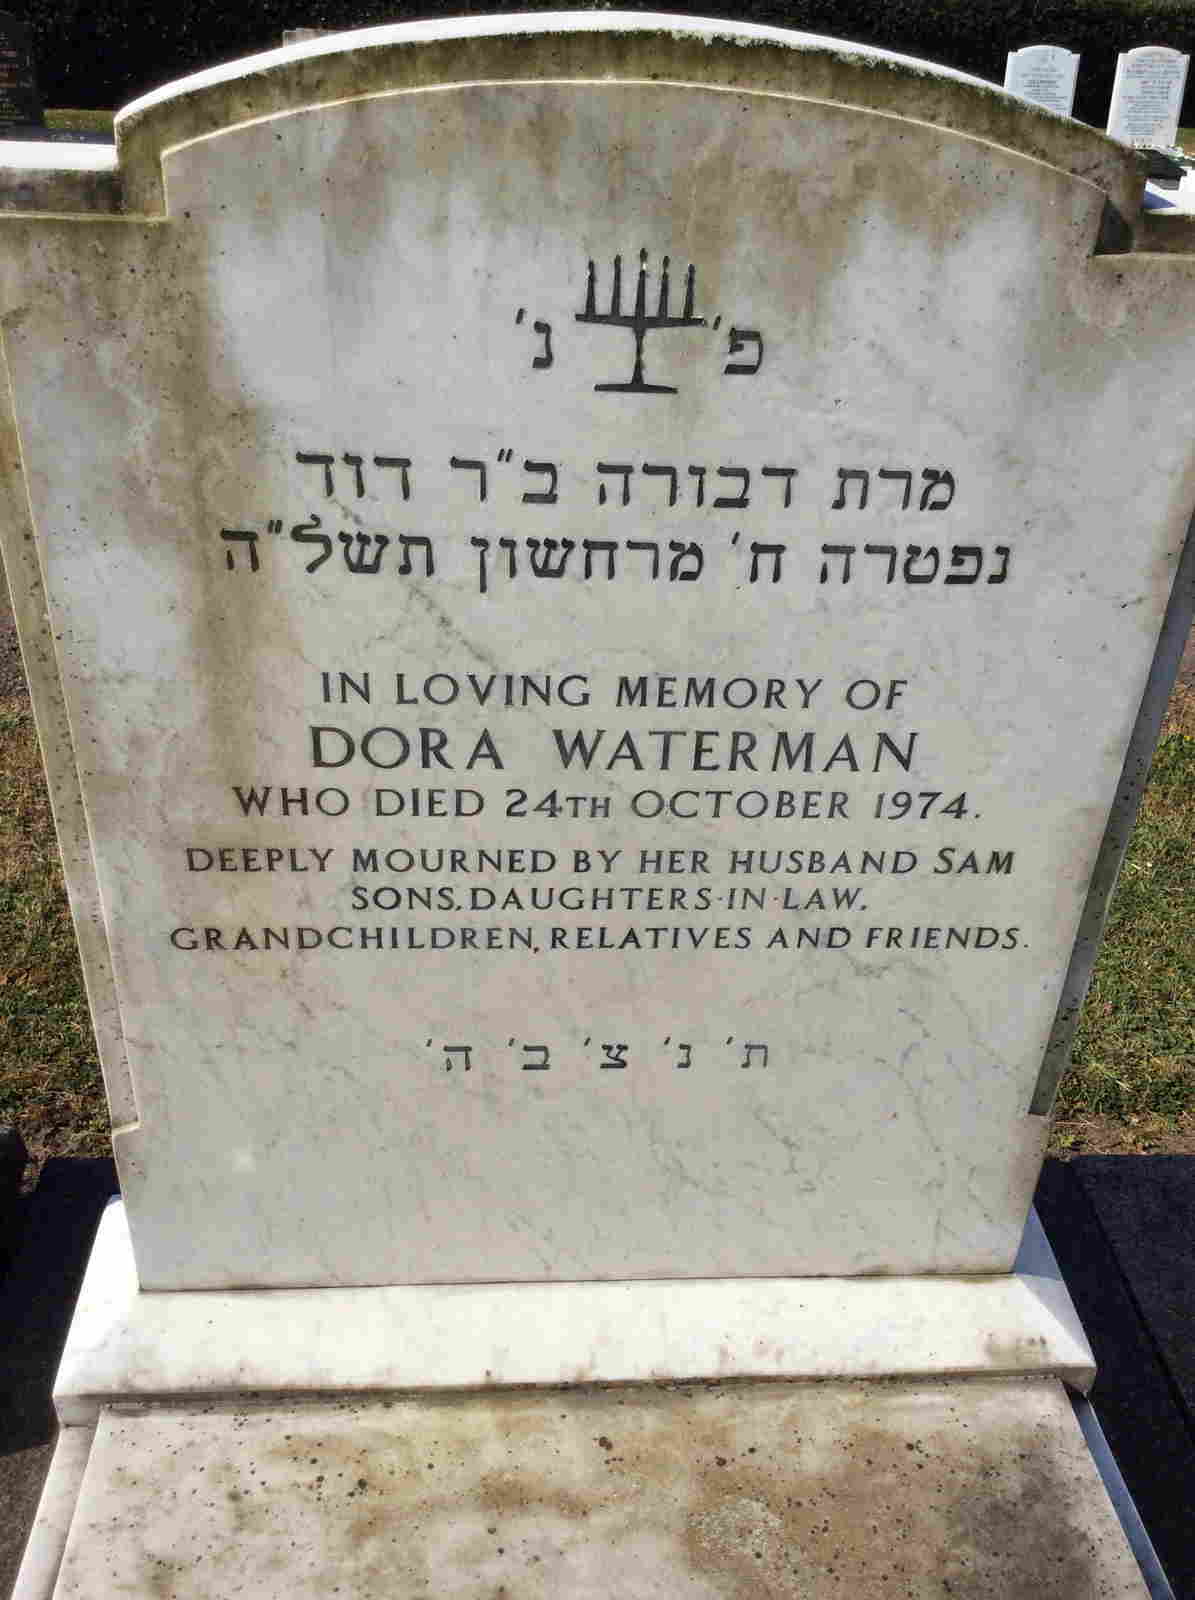 פ' נ'
מרת דבורה ב"ר דוד
נפטרה ח' מרחשון תשל"ה
IN LOVING MEMORY OF
DORA WATERMAN
WHO DIED 24TH OCTOBER 1974.
DEEPLY MOURNED BY HER HUSBAND SAM
SONS, DAUGHTERS-IN-LAW,
GRANDCHILDREN, RELATIVES AND FRIENDS.
ת' נ' צ' ב' ה'